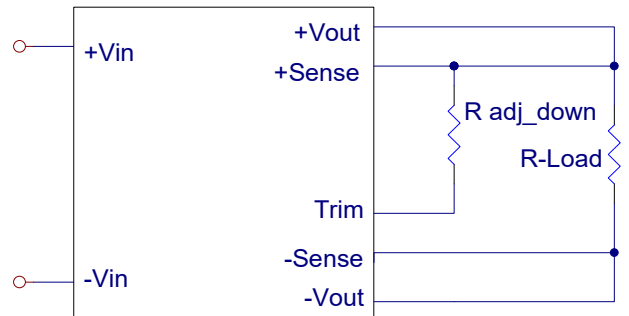 +Vout
+Vin
+Sense
R adj_down
R-Load
Trim
-Sense
-Vin
-Vout